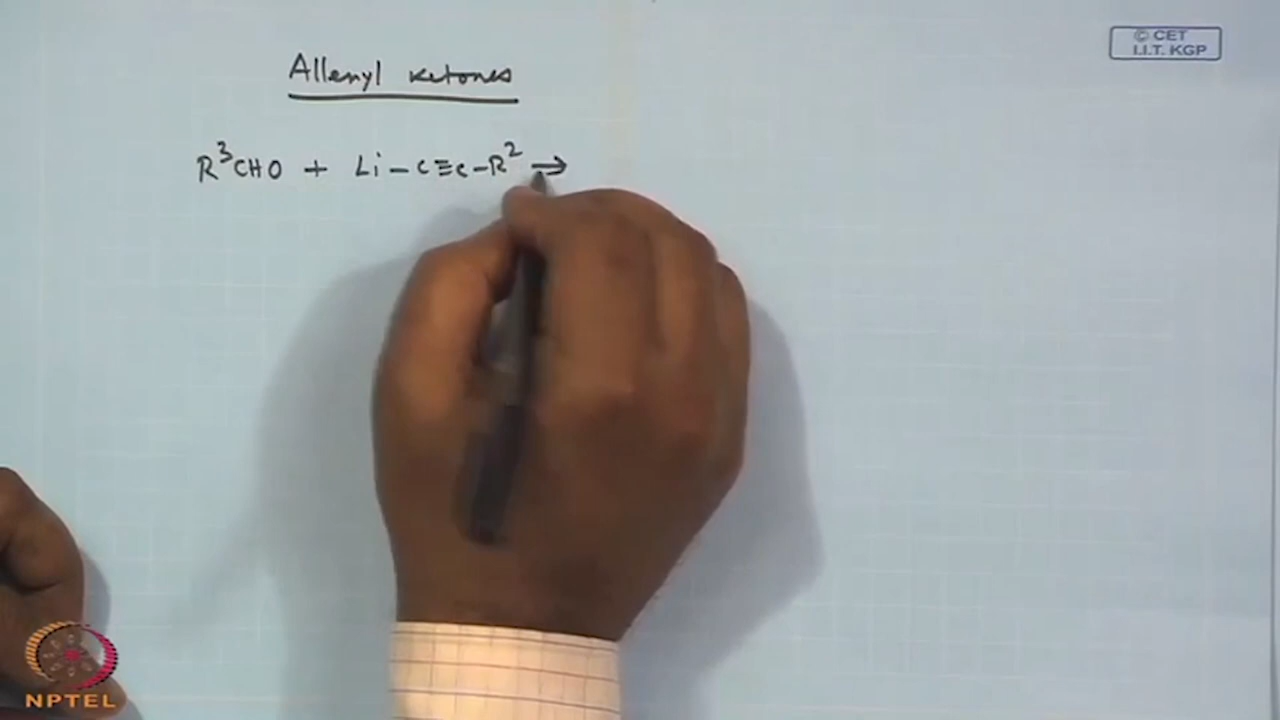 © CET
I.I.T. KGP
Allenyl ketones
R³CHO + Li – C≡C–R² →
NPTEL